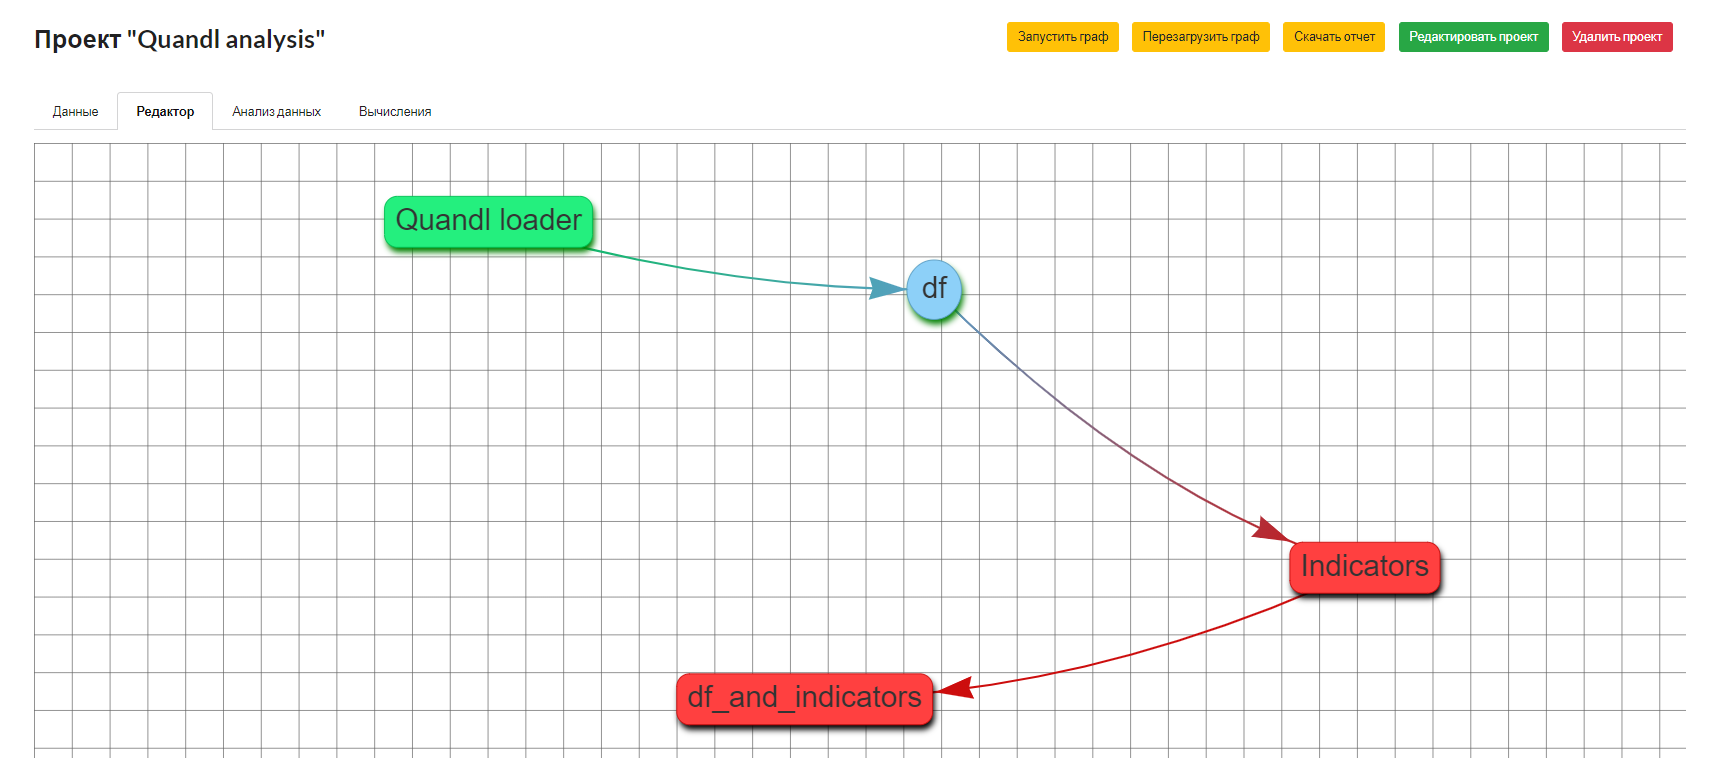 Проект "Quandl analysis"
Запустить граф
Перезагрузить граф
Скачать отчет
Редактировать проект
Удалить проект
Данные
Редактор
Анализ данных
Вычисления
Quandl loader
df
Indicators
df_and_indicators